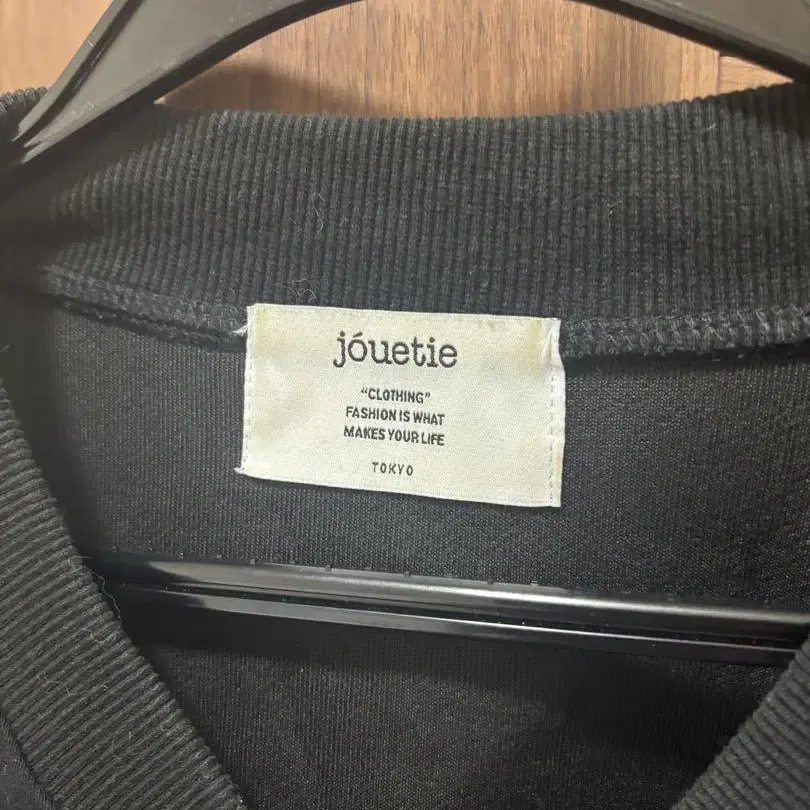 jóuetie
“CLOTHING”
FASHION IS WHAT
MAKES YOUR LIFE
TOKYO